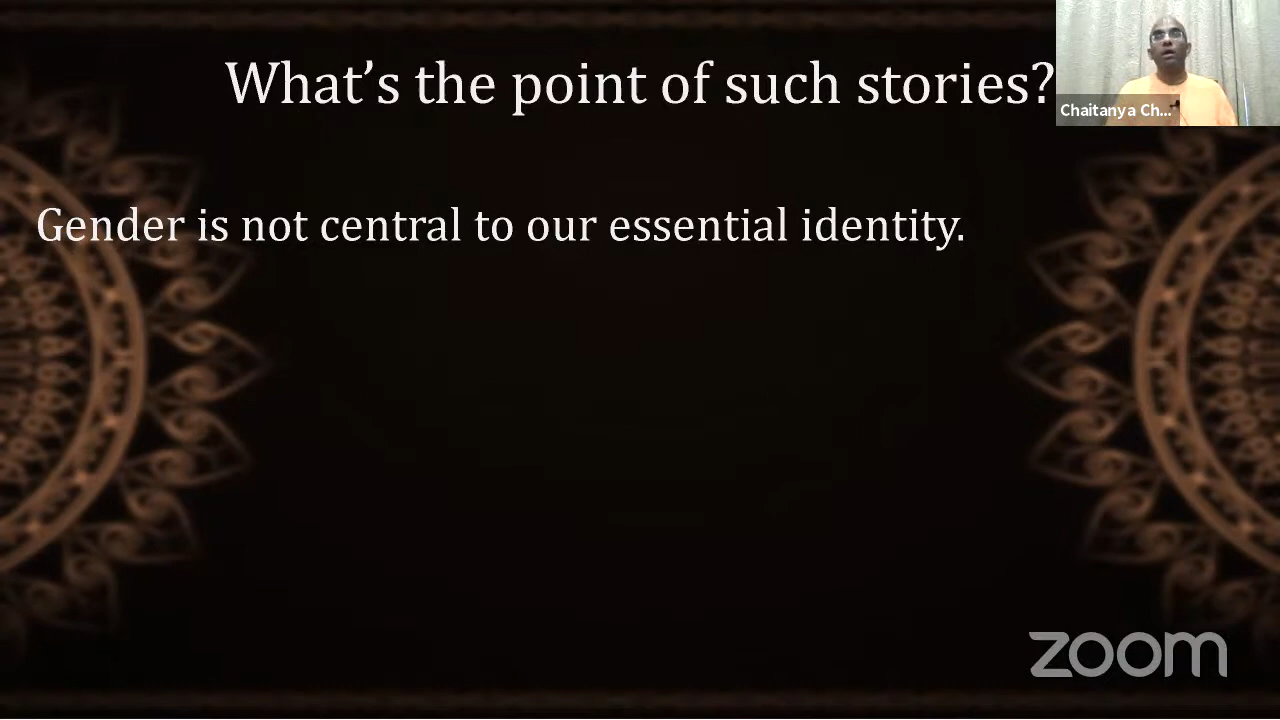 What’s the point of such stories?
Chaitanya Ch...
Gender is not central to our essential identity.
zoom